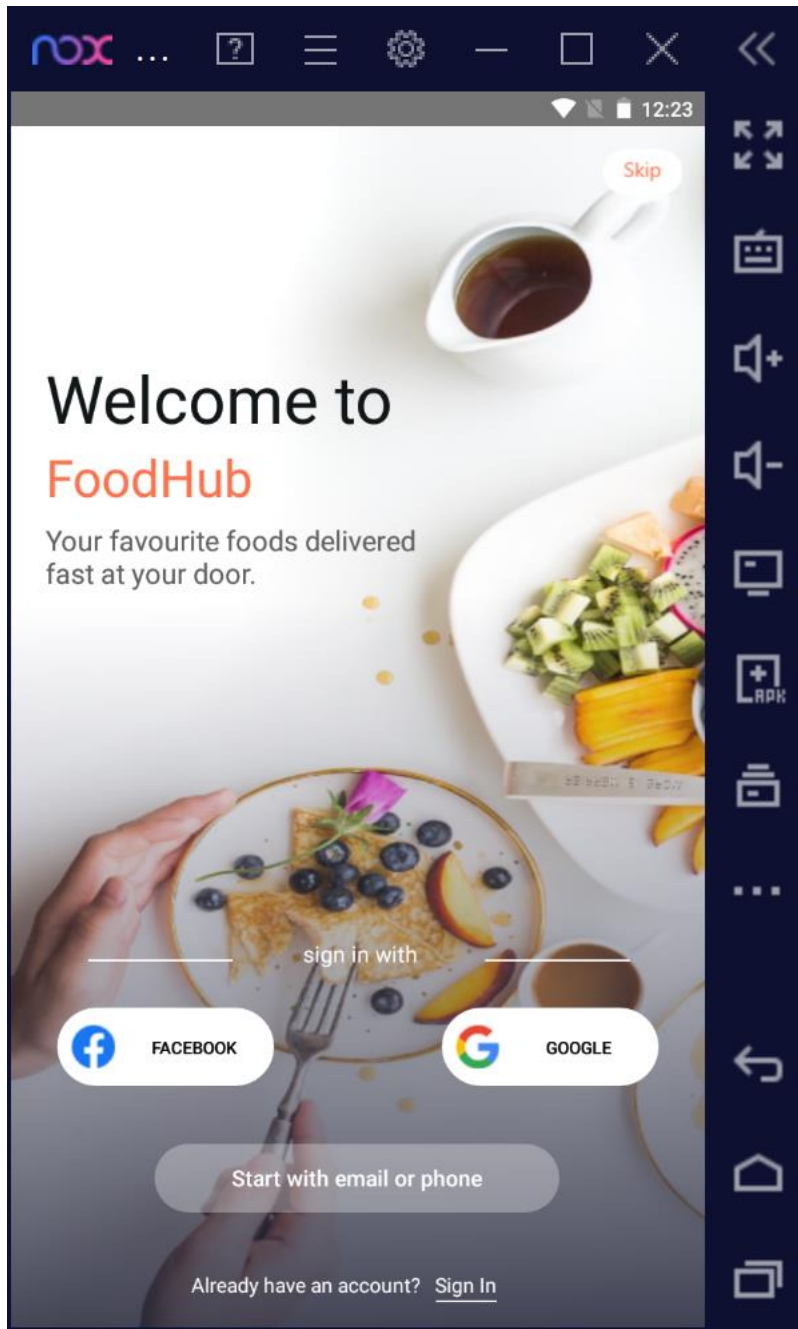 nox ...
12:23
Skip
Welcome to
FoodHub
Your favourite foods delivered
fast at your door.
APK
sign in with
FACEBOOK
GOOGLE
Start with email or phone
Already have an account? Sign In